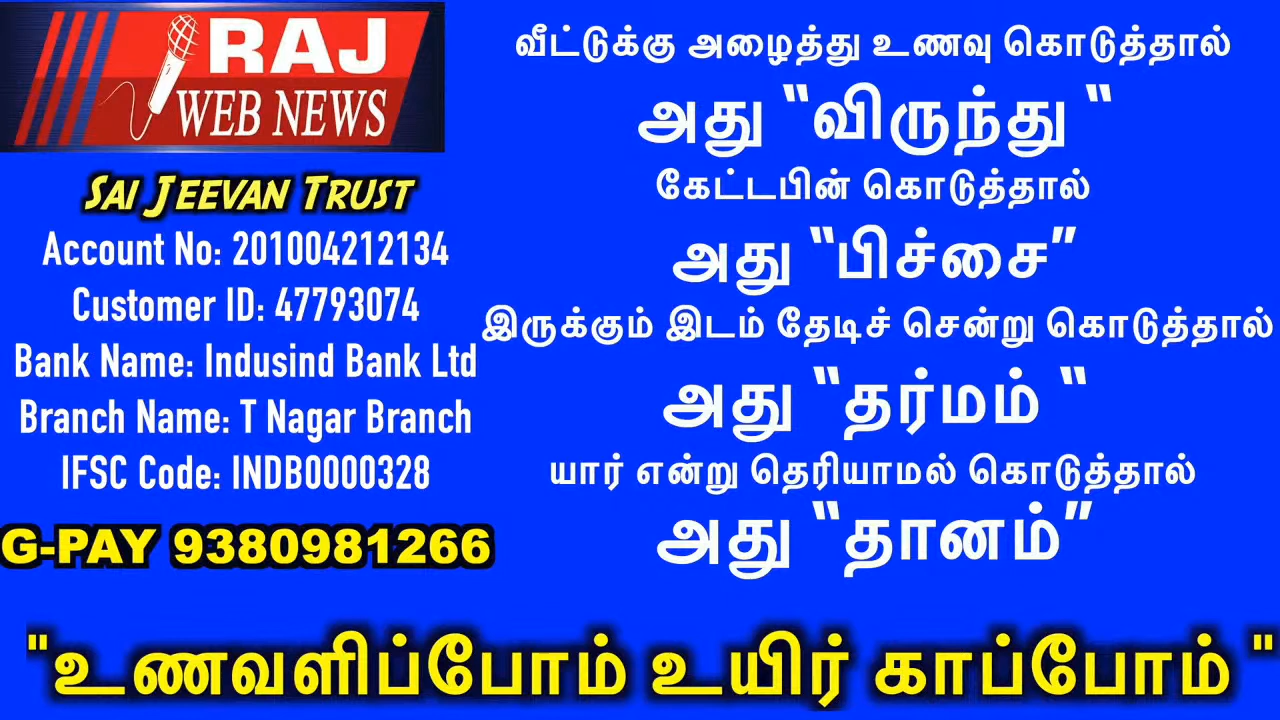 RAJ
WEB NEWS
SAI JEEVAN TRUST
Account No: 201004212134
Customer ID: 47793074
Bank Name: Indusind Bank Ltd
Branch Name: T Nagar Branch
IFSC Code: INDB0000328
G-PAY 9380981266
வீட்டுக்கு அழைத்து உணவு கொடுத்தால்
அது "விருந்து "
கேட்டபின் கொடுத்தால்
அது "பிச்சை"
இருக்கும் இடம் தேடிச் சென்று கொடுத்தால்
அது "தர்மம் "
யார் என்று தெரியாமல் கொடுத்தால்
அது "தானம்"
"உணவளிப்போம் உயிர் காப்போம் "